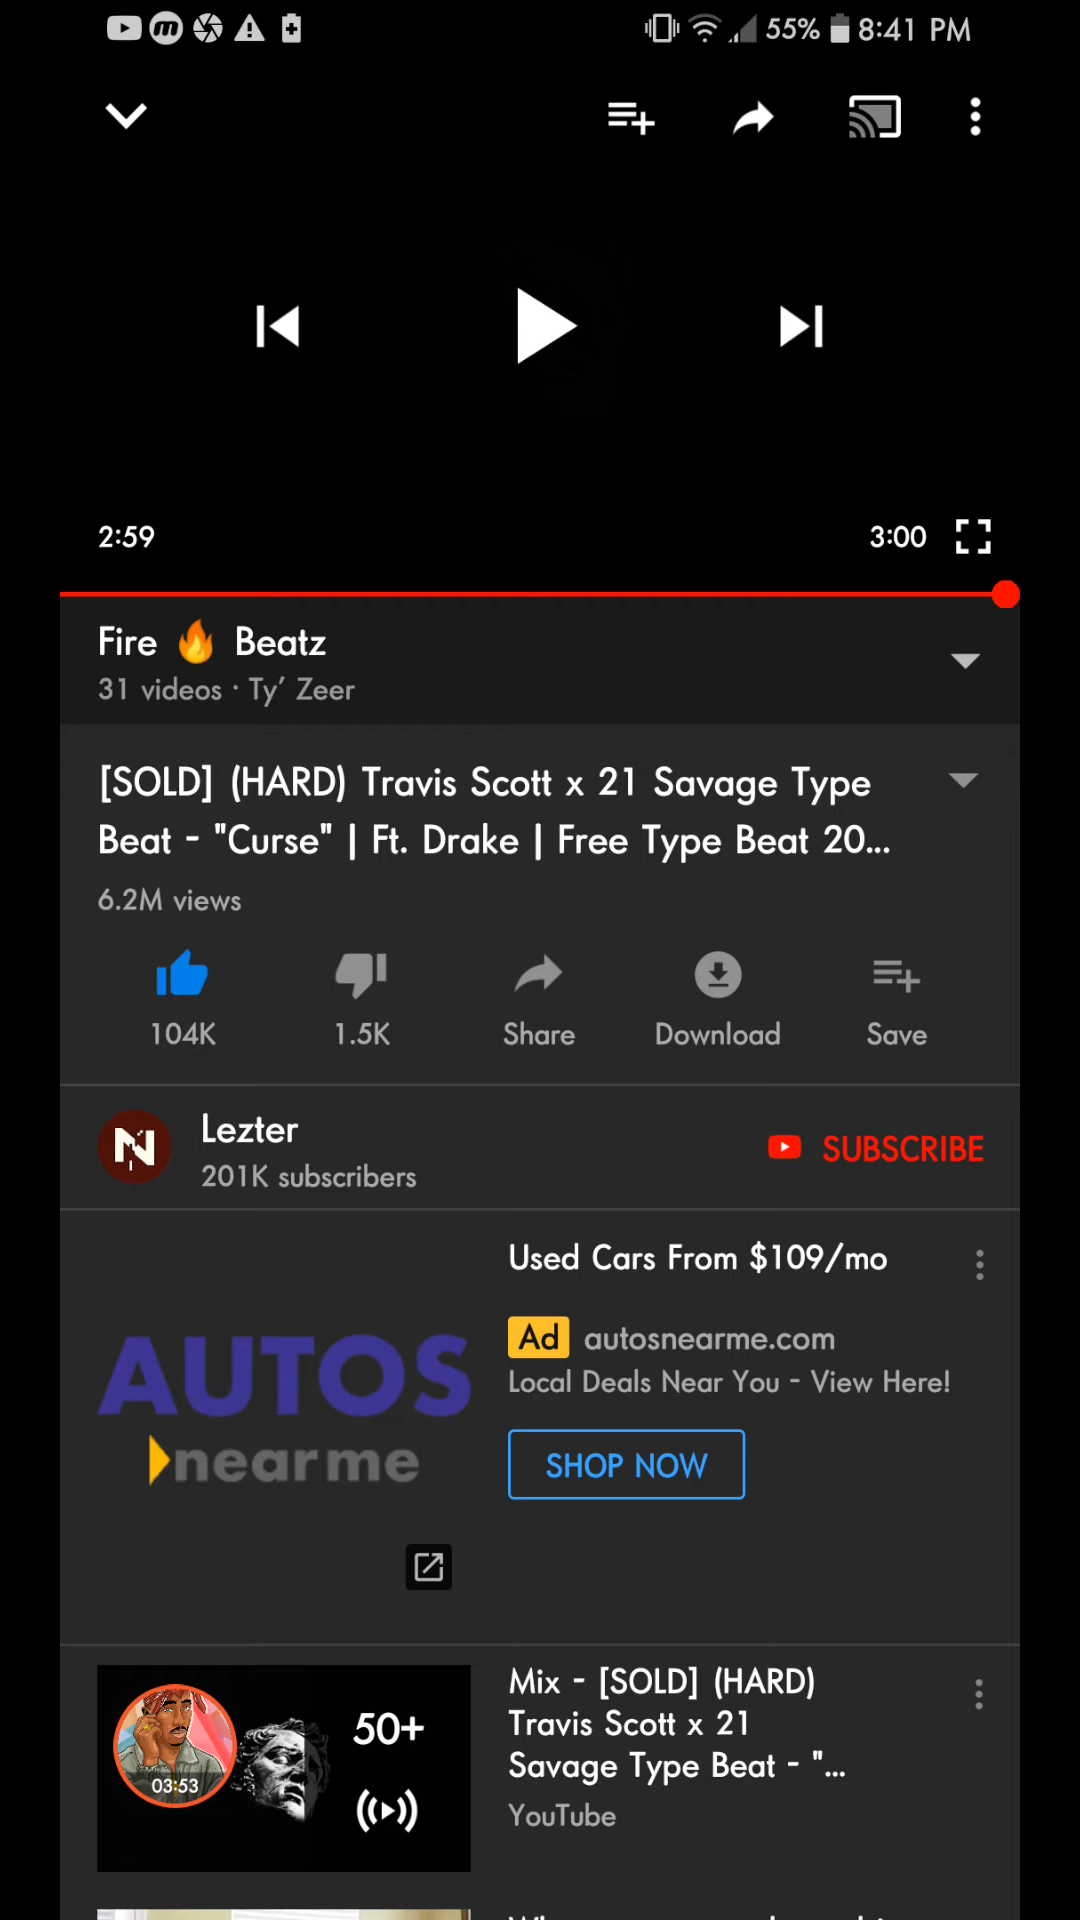 55% 8:41 PM
2:59 3:00
Fire 🔥 Beatz
31 videos · Ty' Zeer
[SOLD] (HARD) Travis Scott x 21 Savage Type
Beat - "Curse" | Ft. Drake | Free Type Beat 20...
6.2M views
104K 1.5K Share Download Save
Lezter
201K subscribers
SUBSCRIBE
Used Cars From $109/mo
Ad autosnearme.com
Local Deals Near You - View Here!
SHOP NOW
AUTOS
nearme
Mix - [SOLD] (HARD)
Travis Scott x 21
Savage Type Beat - "...
YouTube
50+
03:53